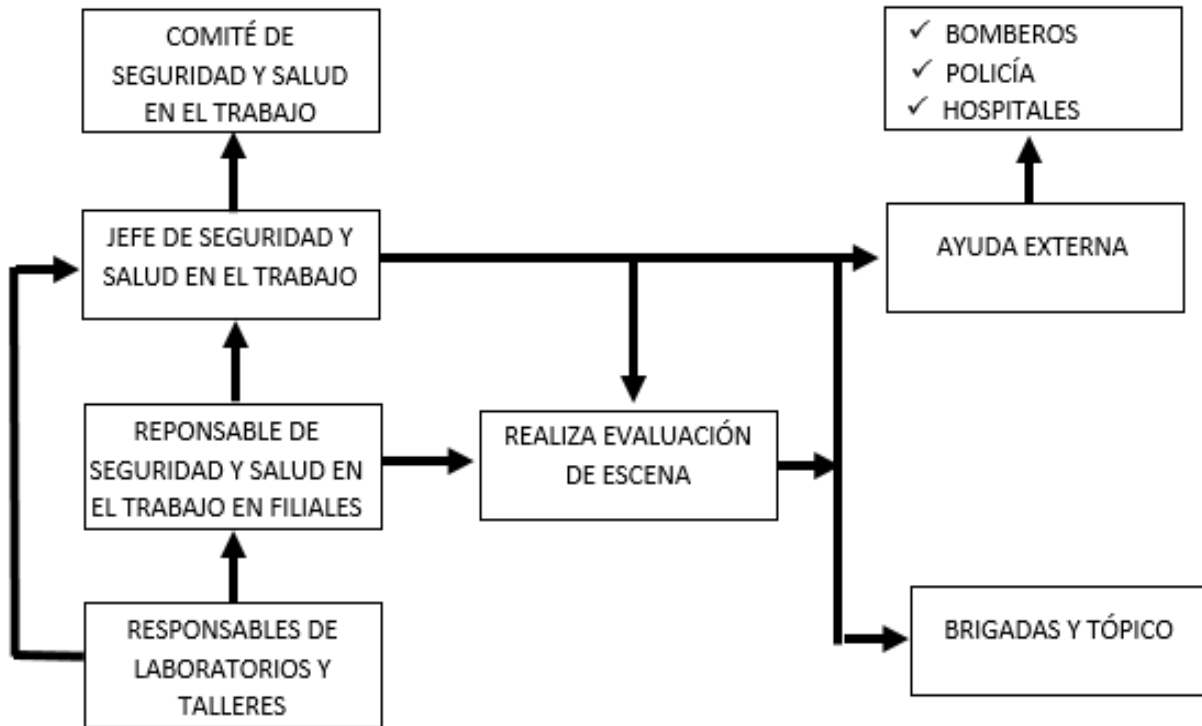 COMITÉ DE
SEGURIDAD Y SALUD
EN EL TRABAJO
✓ BOMBEROS
✓ POLICÍA
✓ HOSPITALES
JEFE DE SEGURIDAD Y
SALUD EN EL TRABAJO
AYUDA EXTERNA
REPONSABLE DE
SEGURIDAD Y SALUD EN
EL TRABAJO EN FILIALES
REALIZA EVALUACIÓN
DE ESCENA
RESPONSABLES DE
LABORATORIOS Y
TALLERES
BRIGADAS Y TÓPICO